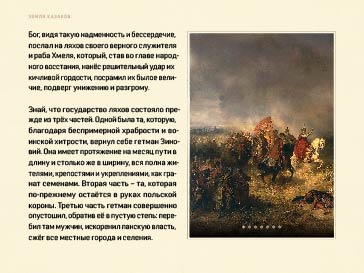 ЗЕМЛЯ КАЗАКОВ
Бог, видя такую надменность и бессердечие,
послал на ляхов своего верного служителя
и раба Хмеля, который, став во главе народ-
ного восстания, нанёс решительный удар их
кичливой гордости, посрамил их былое вели-
чие, подверг унижению и разгрому.
Знай, что государство ляхов состояло пре-
жде из трёх частей. Одной была та, которую,
благодаря беспримерной храбрости и во-
инской хитрости, вернул себе гетман Зино-
вий. Она имеет протяжение на месяц пути в
длину и столько же в ширину, вся полна жи-
телями, крепостями и укреплениями, как гра-
нат семенами. Вторая часть – та, которая
по-прежнему остаётся в руках польской
короны. Третью часть гетман совершенно
опустошил, обратив её в пустую степь: пере-
бил там мужчин, искоренил панскую власть,
сжёг все местные города и селения.